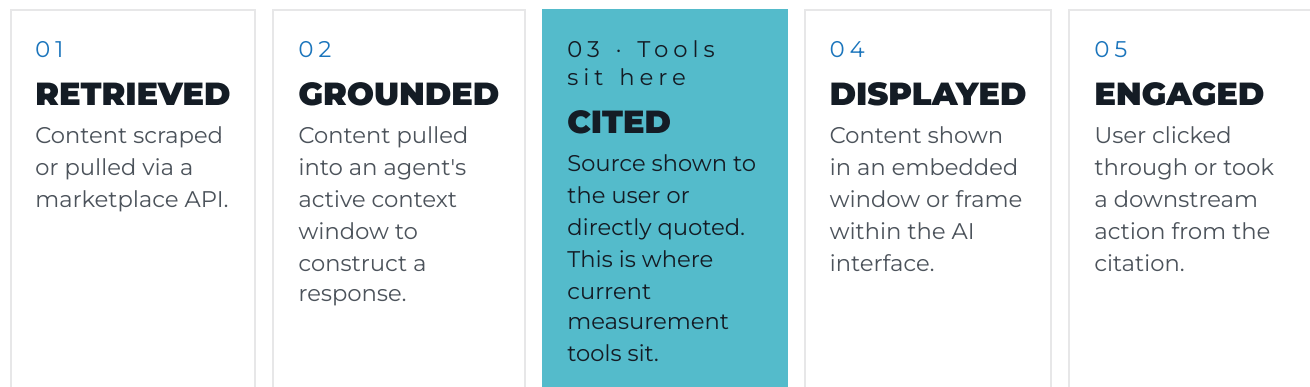 01
RETRIEVED
Content scraped
or pulled via a
marketplace API.
02
GROUNDED
Content pulled
into an agent's
active context
window to
construct a
response.
03 · Tools
sit here
CITED
Source shown to
the user or
directly quoted.
This is where
current
measurement
tools sit.
04
DISPLAYED
Content shown
in an embedded
window or frame
within the AI
interface.
05
ENGAGED
User clicked
through or took
a downstream
action from the
citation.